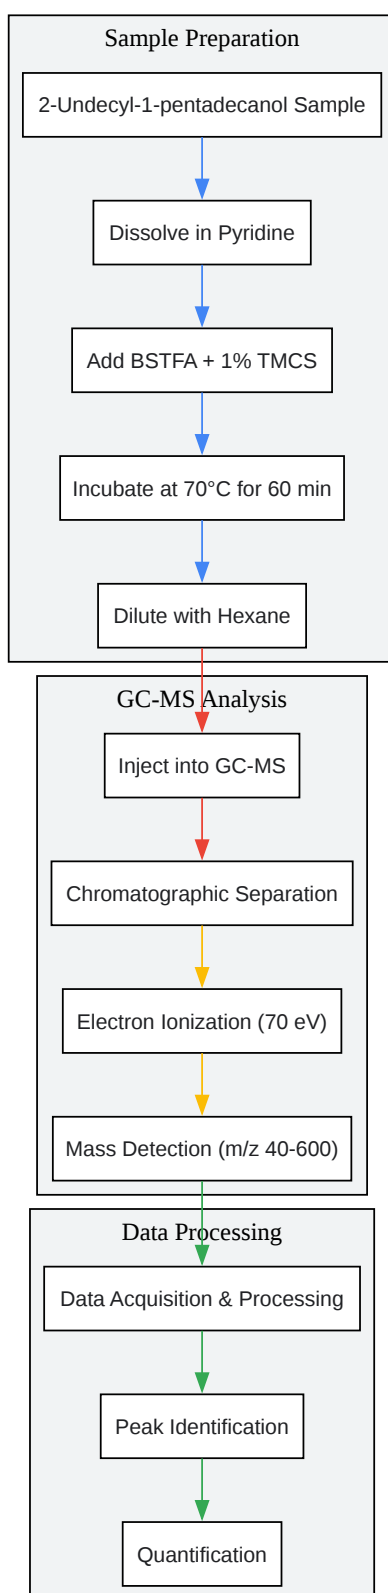 Sample Preparation
2-Undecyl-1-pentadecanol Sample
Dissolve in Pyridine
Add BSTFA + 1% TMCS
Incubate at 70°C for 60 min
Dilute with Hexane
GC-MS Analysis
Inject into GC-MS
Chromatographic Separation
Electron Ionization (70 eV)
Mass Detection (m/z 40-600)
Data Processing
Data Acquisition & Processing
Peak Identification
Quantification